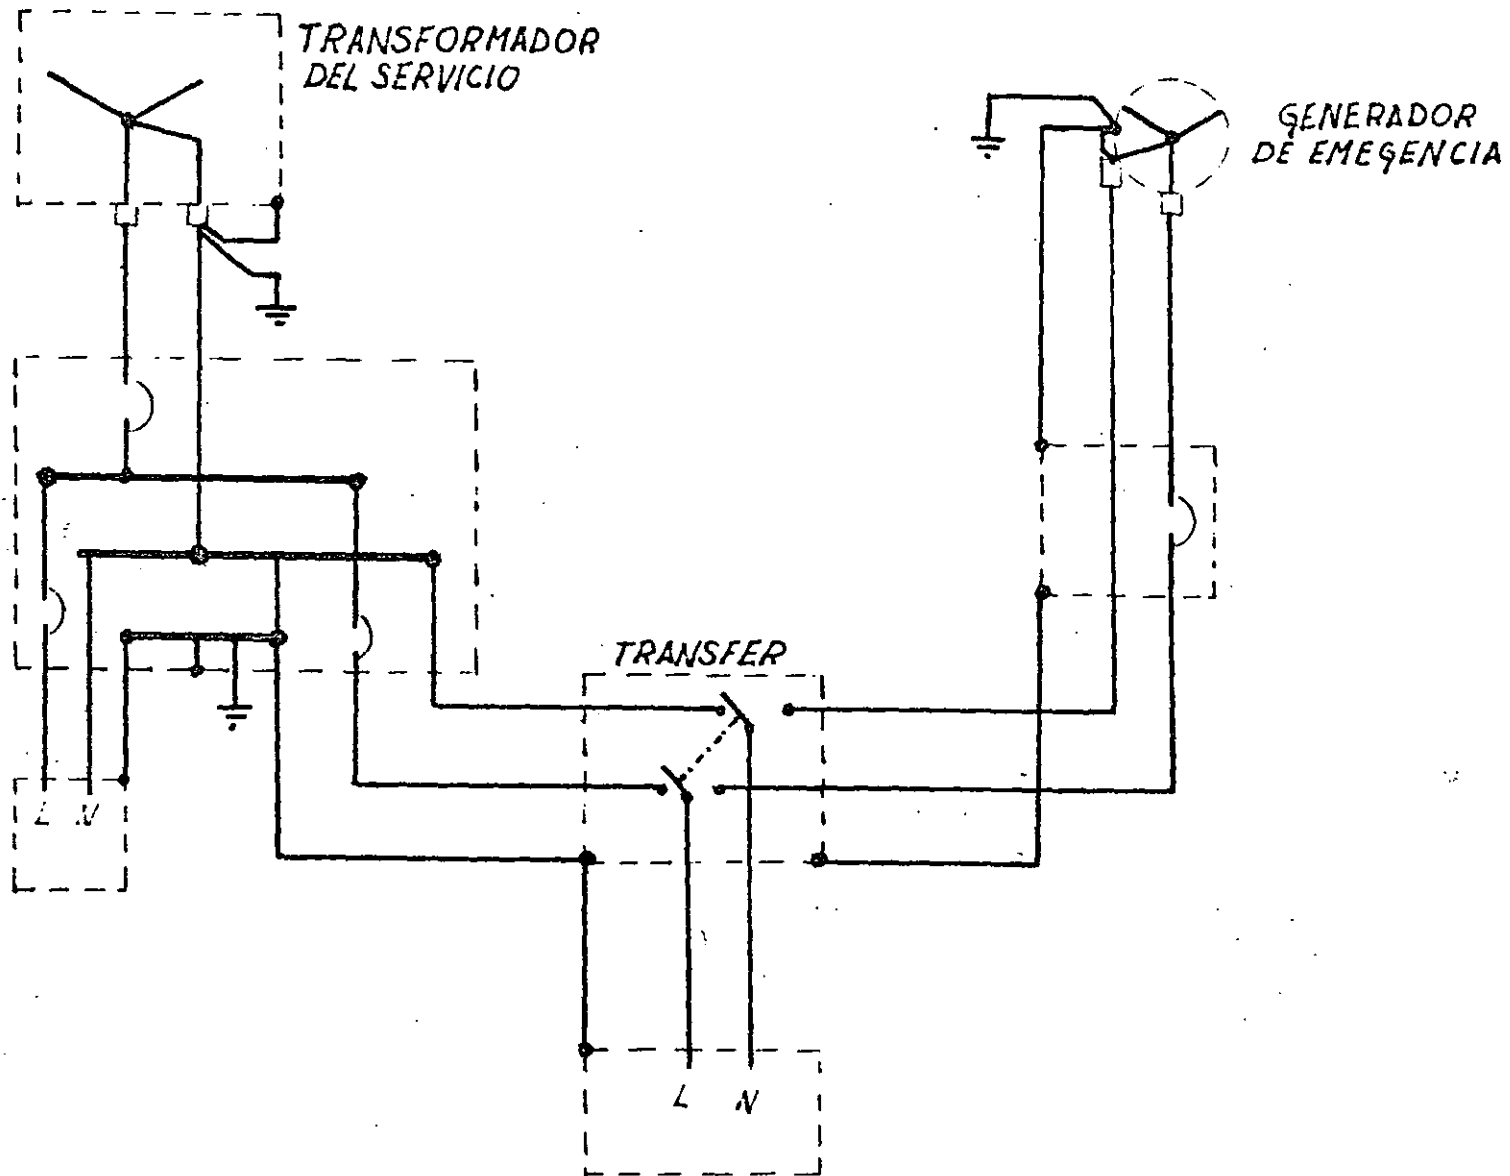 TRANSFORMADOR
DEL SERVICIO
GENERADOR
DE EMEGENCIA
TRANSFER
L N
L N